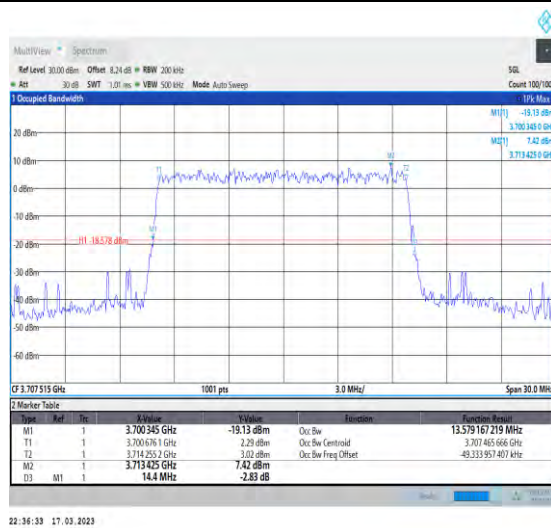 MultiView Spectrum
Ref Level 30.00 dBm Offset 8.24 dB RBW 200 kHz SGL
Att 30 dB SWT 1.01 ms VBW 500 kHz Mode Auto Sweep Count 100/100
1 Occupied Bandwidth 1Pk Max
M1[1] -19.13 dBm
3.700 345 0 GHz
M2[1] 7.42 dBm
3.713 425 0 GHz
20 dBm
10 dBm
M2
T1
T2
0 dBm
-10 dBm
M1
H1 -18.578 dBm
-20 dBm
-30 dBm
-40 dBm
-50 dBm
-60 dBm
CF 3.707 515 GHz 1001 pts 3.0 MHz/ Span 30.0 MHz
2 Marker Table
Type Ref Trc X-Value Y-Value Function Function Result
M1 1 3.700 345 GHz -19.13 dBm Occ Bw 13.579 167 219 MHz
T1 1 3.700 676 1 GHz 2.29 dBm Occ Bw Centroid 3.707 465 666 GHz
T2 1 3.714 255 2 GHz 3.02 dBm Occ Bw Freq Offset -49.333 957 407 kHz
M2 1 3.713 425 GHz 7.42 dBm
D3 M1 1 14.4 MHz -2.83 dB
Ready
22:36:33 17.03.2023